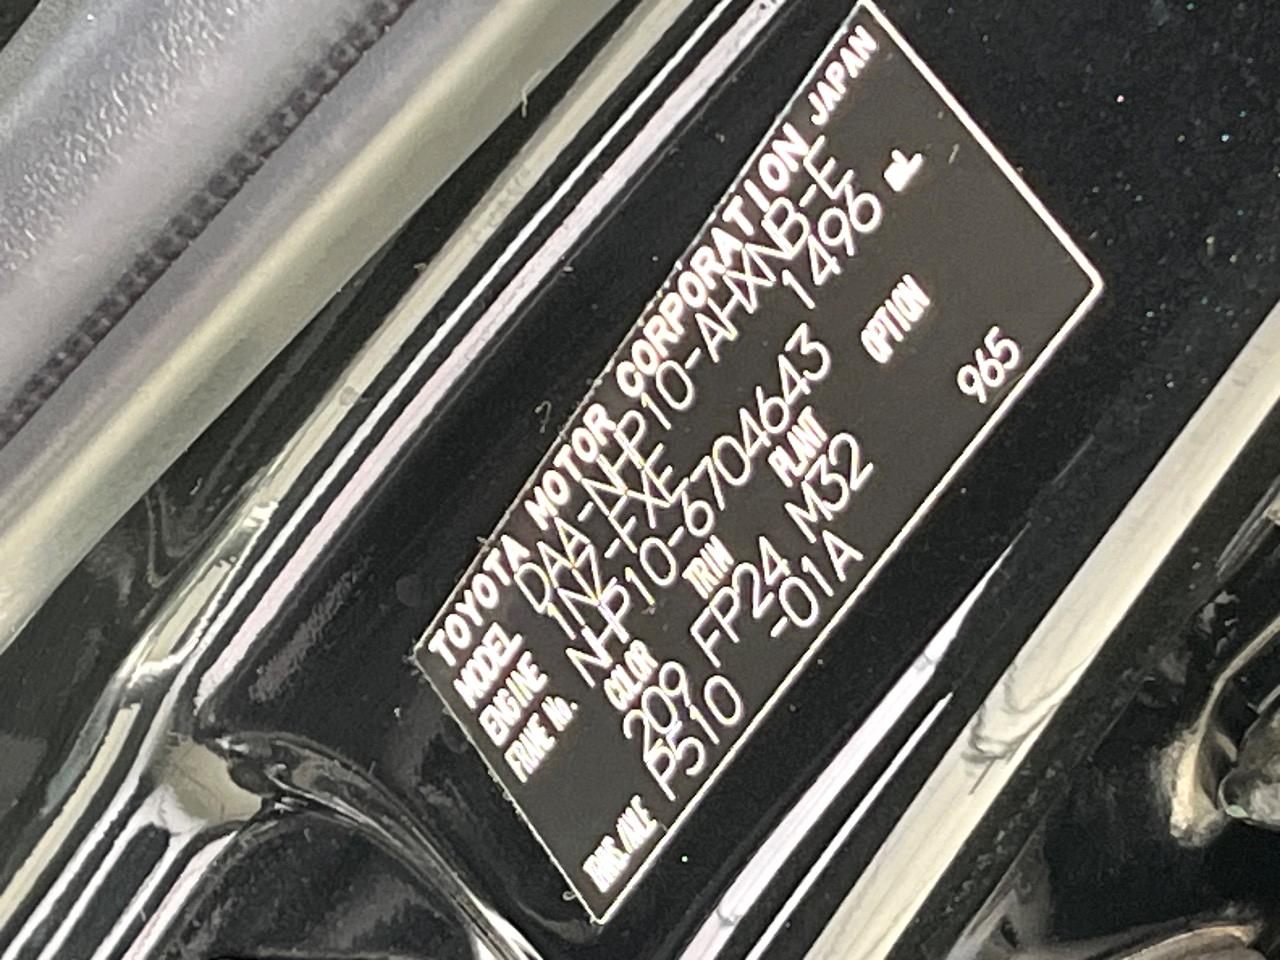 TOYOTA MOTOR CORPORATION JAPAN
MODEL DAA-NHP10-AHXNB-E
ENGINE 1NZ-FXE 1496 mL
FRAME No. NHP10-6704643
COLOR TRIM PLANT OPTION
209 FP24 M32 965
TRANS./AXLE P510 -01A